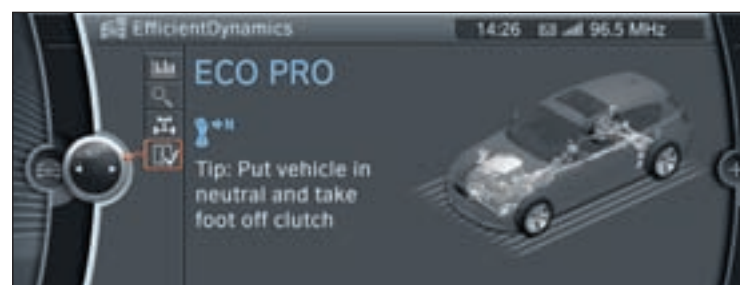 EfficientDynamics 14:26 96.5 MHz
ECO PRO
N
Tip: Put vehicle in
neutral and take
foot off clutch